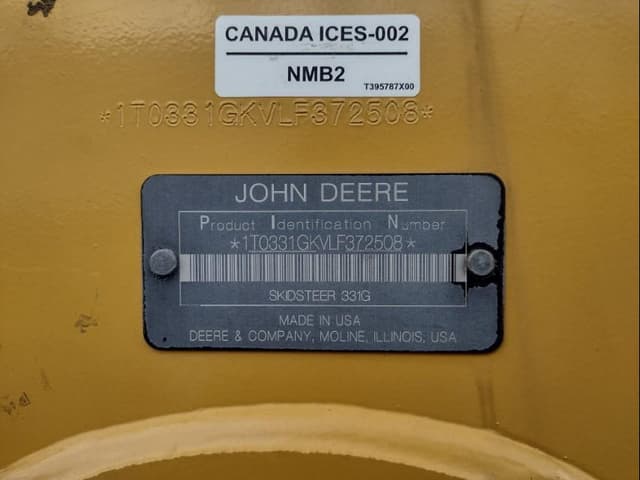 CANADA ICES-002
NMB2
T395787X00
*1T0331GKVLF372508*
JOHN DEERE
Product Identification Number
*1T0331GKVLF372508*
SKIDSTEER 331G
MADE IN USA
DEERE & COMPANY, MOLINE, ILLINOIS, USA